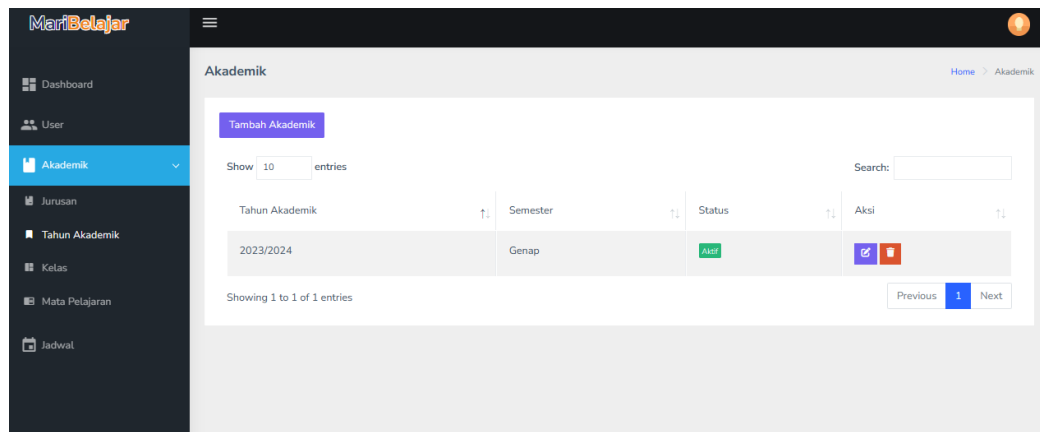 MariBelajar
Dashboard
User
Akademik
Jurusan
Tahun Akademik
Kelas
Mata Pelajaran
Jadwal
Akademik
Home > Akademik
Tambah Akademik
Show 10 entries
Search:
Tahun Akademik Semester Status Aksi
2023/2024 Genap Aktif
Showing 1 to 1 of 1 entries
Previous 1 Next